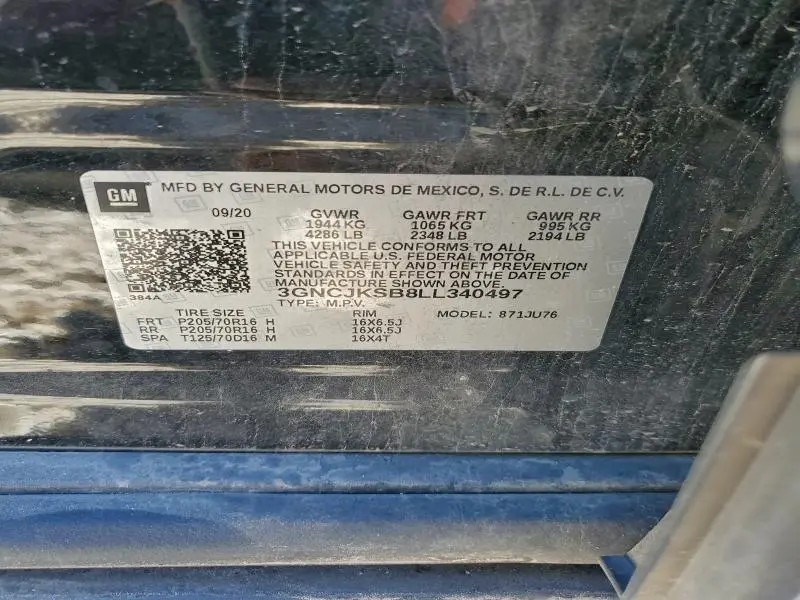 GM MFD BY GENERAL MOTORS DE MEXICO, S. DE R.L. DE C.V.
09/20 GVWR GAWR FRT GAWR RR
1944 KG 1065 KG 995 KG
4286 LB 2348 LB 2194 LB
THIS VEHICLE CONFORMS TO ALL
APPLICABLE U.S. FEDERAL MOTOR
VEHICLE SAFETY AND THEFT PREVENTION
STANDARDS IN EFFECT ON THE DATE OF
MANUFACTURE SHOWN ABOVE.
384A 3GNCJKSB8LL340497
TYPE: M.P.V. MODEL: 871JU76
TIRE SIZE RIM
FRT P205/70R16 H 16X6.5J
RR P205/70R16 H 16X6.5J
SPA T125/70D16 M 16X4T